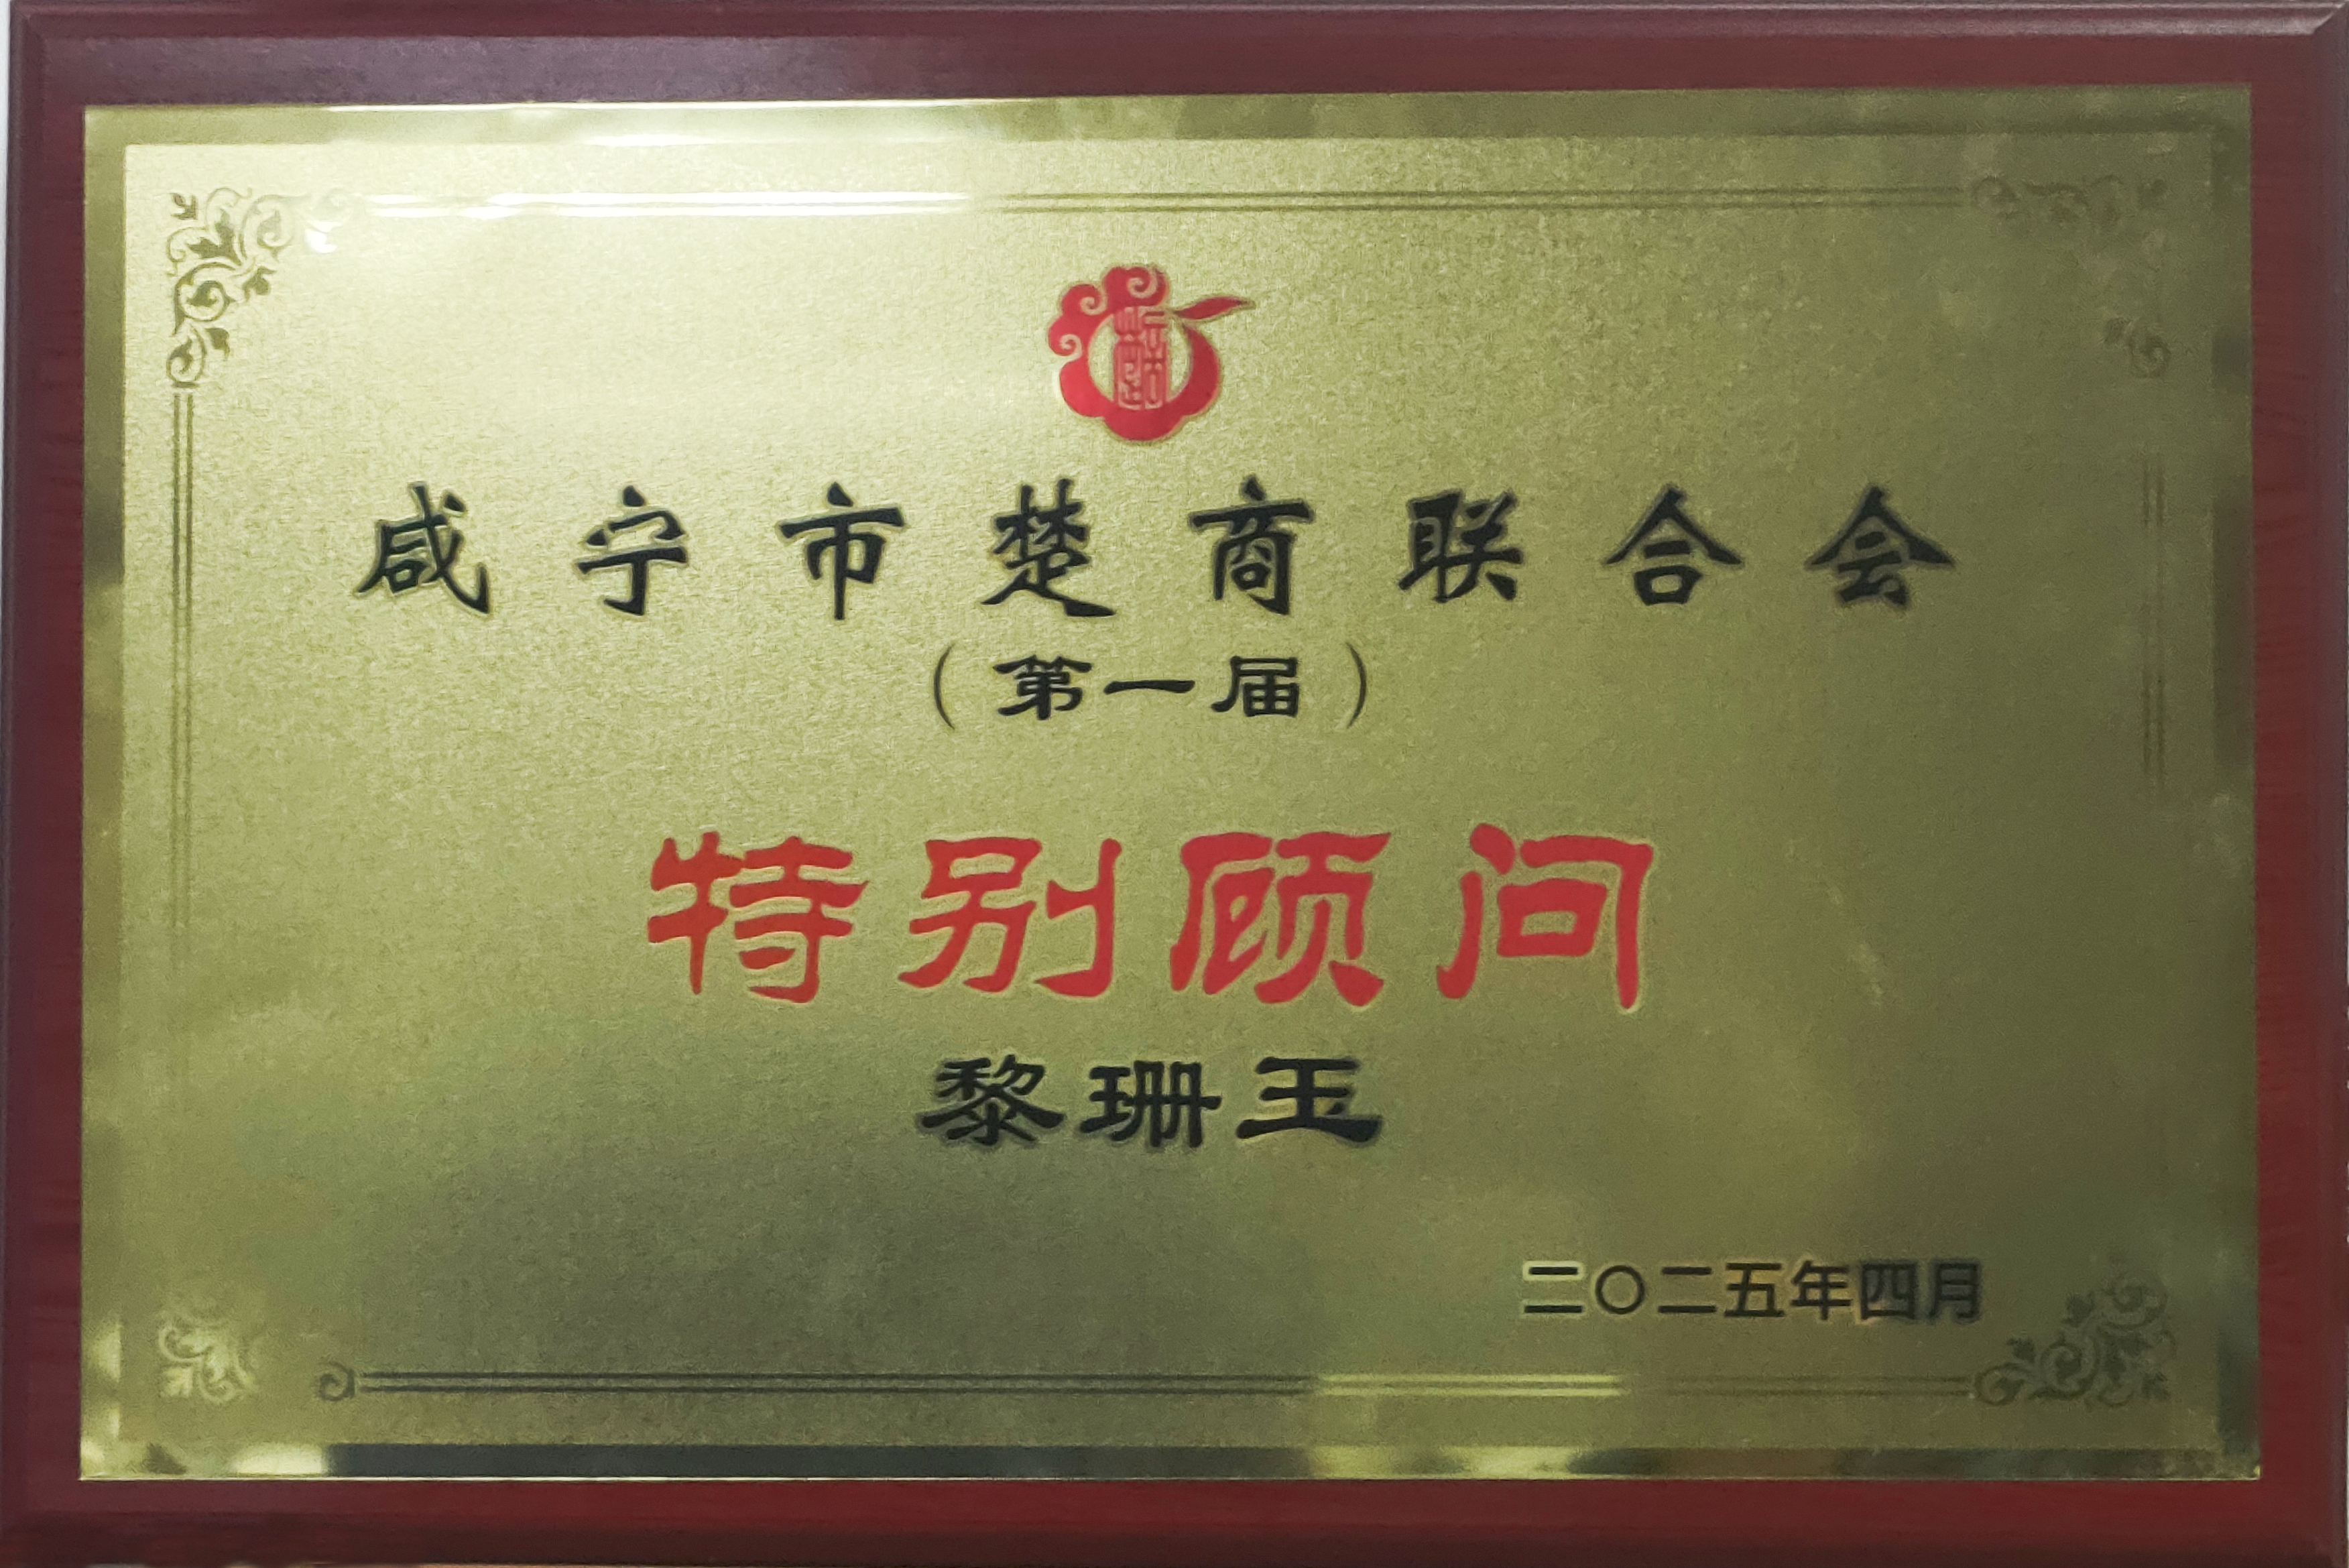 咸宁市楚商联合会
（第一届）
特别顾问
黎珊玉
二〇二五年四月